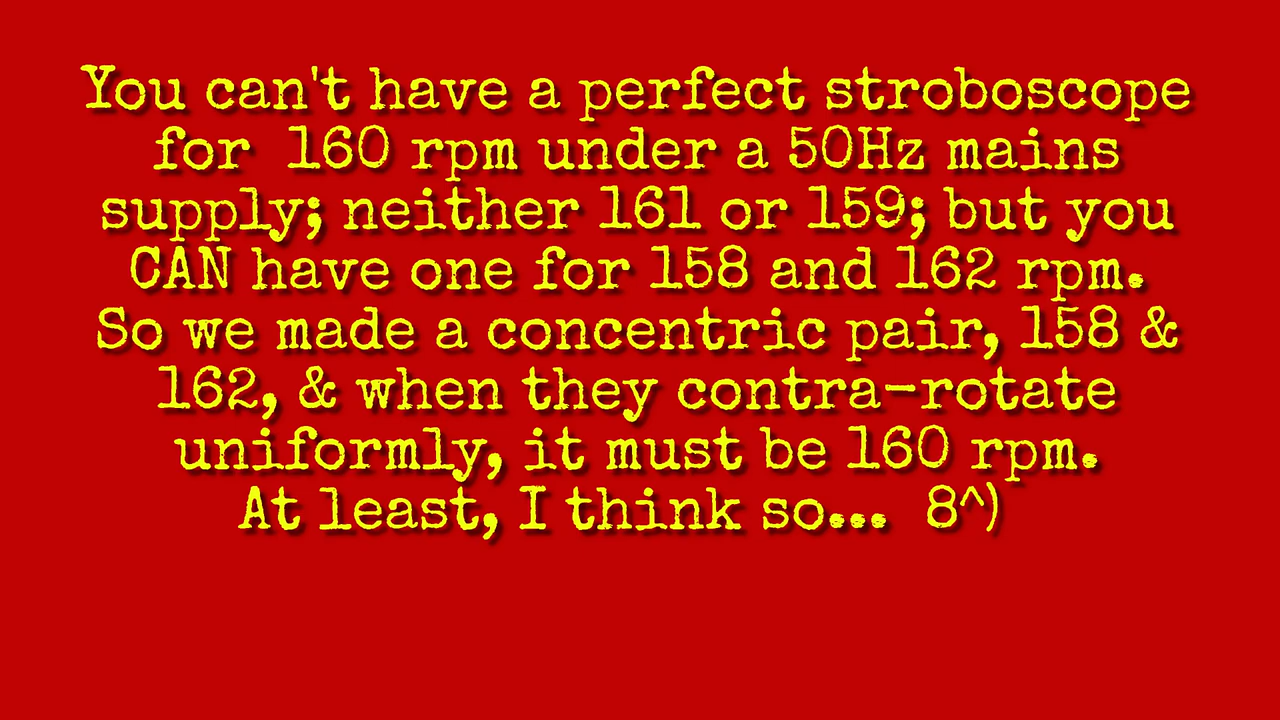 You can't have a perfect stroboscope
for 160 rpm under a 50Hz mains
supply; neither 161 or 159; but you
CAN have one for 158 and 162 rpm.
So we made a concentric pair, 158 &
162, & when they contra-rotate
uniformly, it must be 160 rpm.
At least, I think so... 8^)